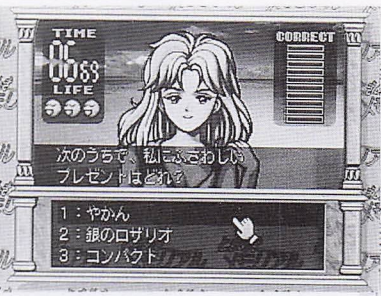 TIME
06 69
LIFE
CORRECT
次のうちで、私にふさわしい
プレゼントはどれ?
1:やかん
2:銀のロザリオ
3:コンパクト